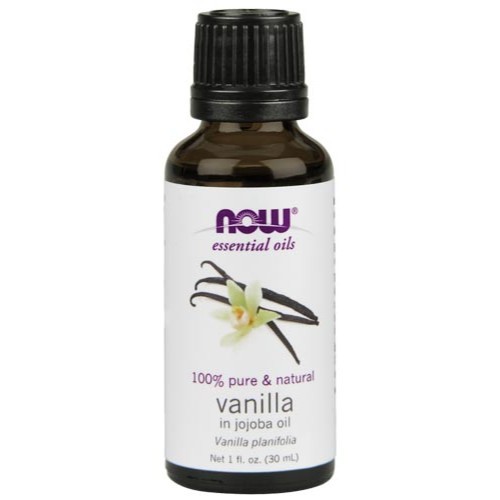 now®
essential oils
100% pure & natural
vanilla
in jojoba oil
Vanilla planifolia
Net 1 fl. oz. (30 mL)